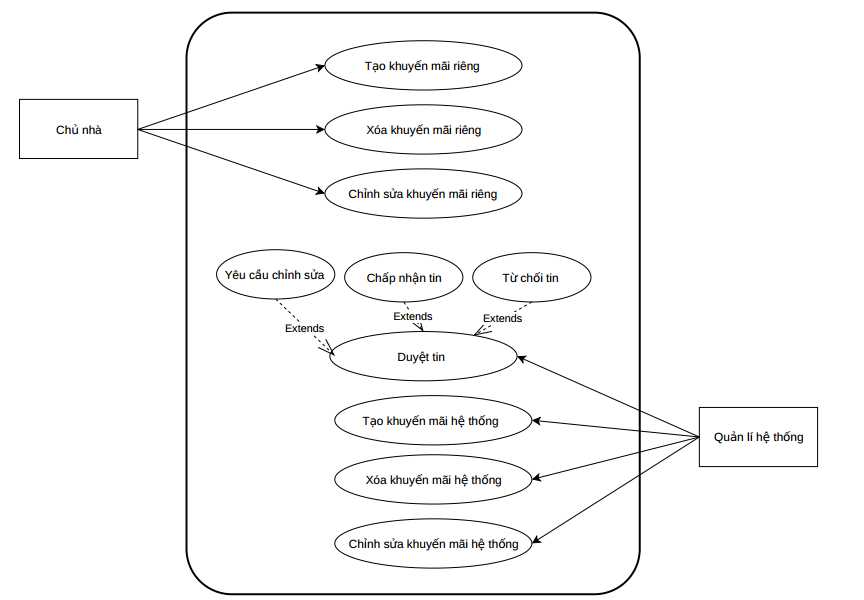 Tạo khuyến mãi riêng
Chủ nhà
Xóa khuyến mãi riêng
Chỉnh sửa khuyến mãi riêng
Yêu cầu chỉnh sửa
Chấp nhận tin
Từ chối tin
Extends
Extends
Extends
Duyệt tin
Tạo khuyến mãi hệ thống
Quản lí hệ thống
Xóa khuyến mãi hệ thống
Chỉnh sửa khuyến mãi hệ thống